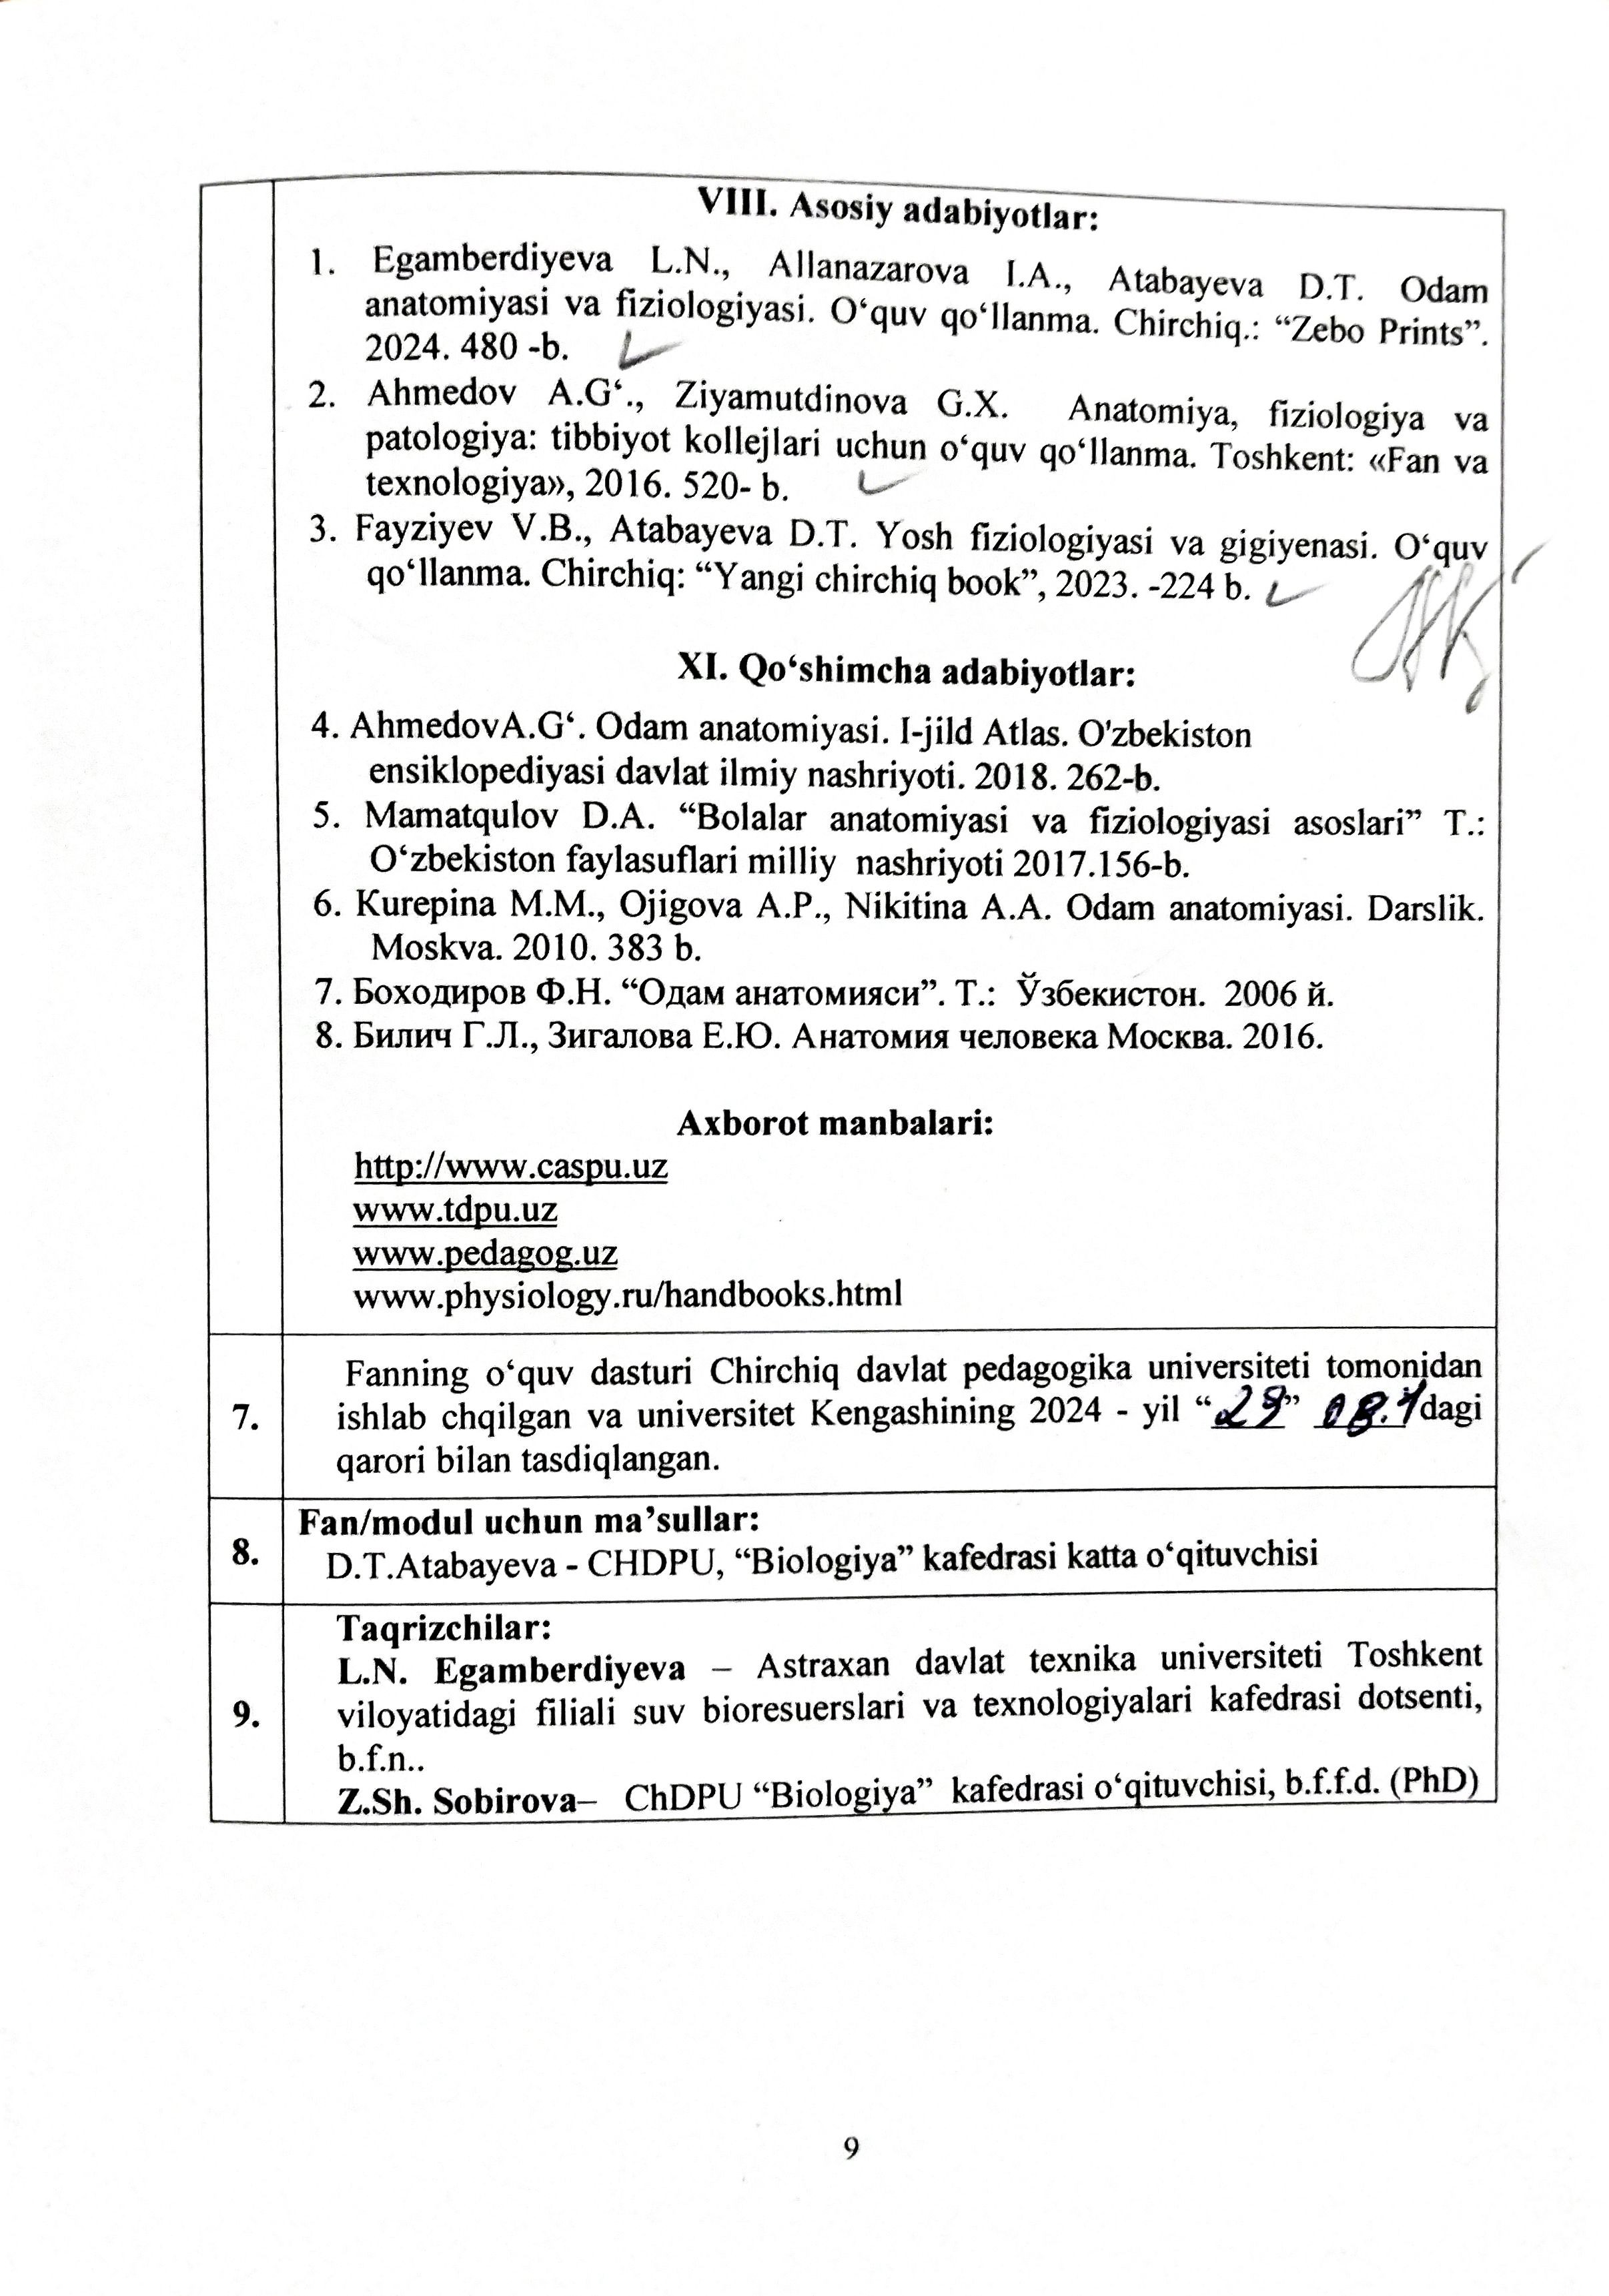 VIII. Asosiy adabiyotlar:
1. Egamberdiyeva L.N., Allanazarova I.A., Atabayeva D.T. Odam
anatomiyasi va fiziologiyasi. O‘quv qo‘llanma. Chirchiq.: “Zebo Prints”.
2024. 480 -b.
2. Ahmedov A.G‘., Ziyamutdinova G.X. Anatomiya, fiziologiya va
patologiya: tibbiyot kollejlari uchun o‘quv qo‘llanma. Toshkent: «Fan va
texnologiya», 2016. 520- b.
3. Fayziyev V.B., Atabayeva D.T. Yosh fiziologiyasi va gigiyenasi. O‘quv
qo‘llanma. Chirchiq: “Yangi chirchiq book”, 2023. -224 b.
XI. Qo‘shimcha adabiyotlar:
4. AhmedovA.G‘. Odam anatomiyasi. I-jild Atlas. O'zbekiston
ensiklopediyasi davlat ilmiy nashriyoti. 2018. 262-b.
5. Mamatqulov D.A. “Bolalar anatomiyasi va fiziologiyasi asoslari” T.:
O‘zbekiston faylasuflari milliy nashriyoti 2017.156-b.
6. Kurepina M.M., Ojigova A.P., Nikitina A.A. Odam anatomiyasi. Darslik.
Moskva. 2010. 383 b.
7. Боходиров Ф.Н. “Одам анатомияси”. Т.: Ўзбекистон. 2006 й.
8. Билич Г.Л., Зигалова Е.Ю. Анатомия человека Москва. 2016.
Axborot manbalari:
http://www.caspu.uz
www.tdpu.uz
www.pedagog.uz
www.physiology.ru/handbooks.html
7.
Fanning o‘quv dasturi Chirchiq davlat pedagogika universiteti tomonidan
ishlab chqilgan va universitet Kengashining 2024 - yil “29” 08.1dagi
qarori bilan tasdiqlangan.
8.
Fan/modul uchun ma’sullar:
D.T.Atabayeva - CHDPU, “Biologiya” kafedrasi katta o‘qituvchisi
9.
Taqrizchilar:
L.N. Egamberdiyeva – Astraxan davlat texnika universiteti Toshkent
viloyatidagi filiali suv bioresuerslari va texnologiyalari kafedrasi dotsenti,
b.f.n..
Z.Sh. Sobirova– ChDPU “Biologiya” kafedrasi o‘qituvchisi, b.f.f.d. (PhD)
9